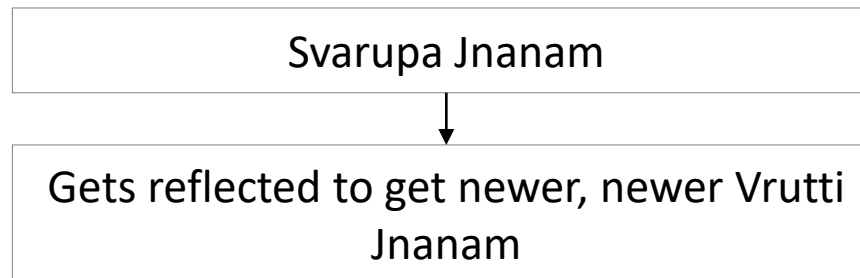 Svarupa Jnanam
Gets reflected to get newer, newer Vrutti
Jnanam